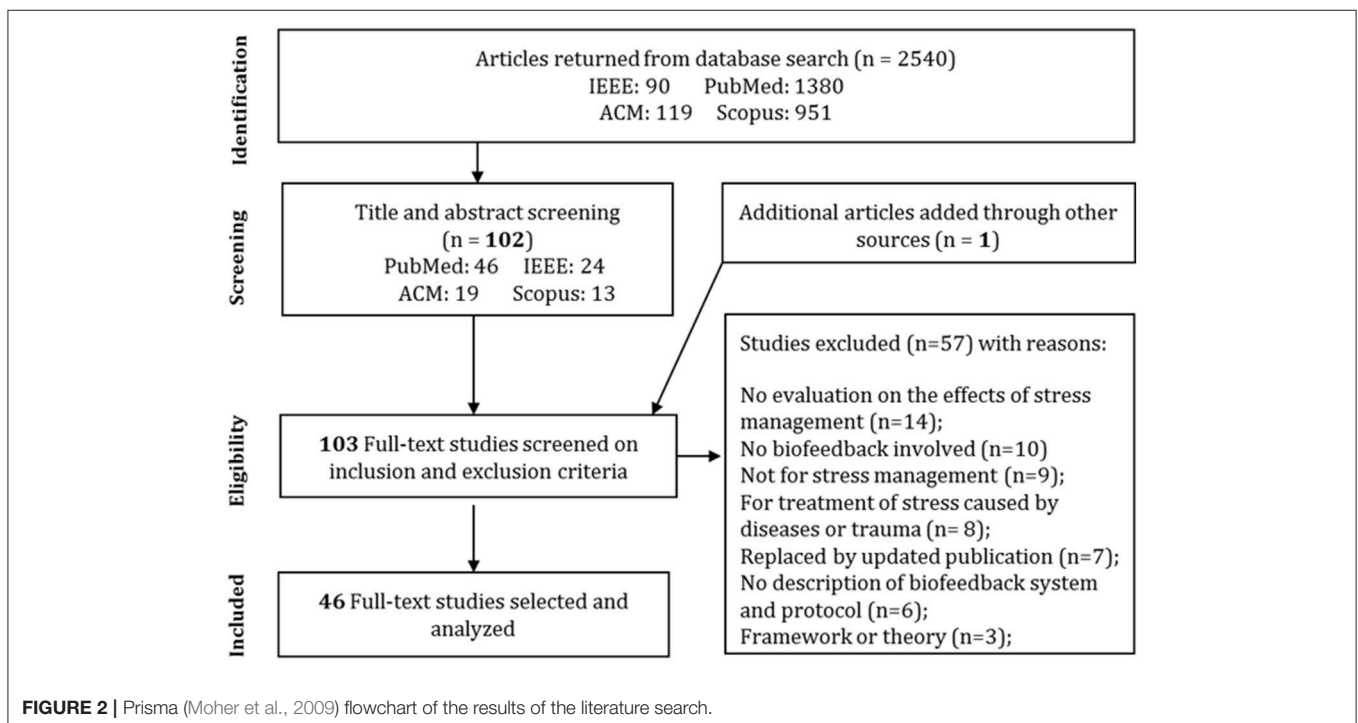 Identification
Articles returned from database search (n = 2540)
IEEE: 90 PubMed: 1380
ACM: 119 Scopus: 951
Screening
Title and abstract screening
(n = 102)
PubMed: 46 IEEE: 24
ACM: 19 Scopus: 13
Additional articles added through other
sources (n = 1)
Eligibility
103 Full-text studies screened on
inclusion and exclusion criteria
Studies excluded (n=57) with reasons:
No evaluation on the effects of stress
management (n=14);
No biofeedback involved (n=10)
Not for stress management (n=9);
For treatment of stress caused by
diseases or trauma (n= 8);
Replaced by updated publication (n=7);
No description of biofeedback system
and protocol (n=6);
Framework or theory (n=3);
Included
46 Full-text studies selected and
analyzed
FIGURE 2 | Prisma (Moher et al., 2009) flowchart of the results of the literature search.